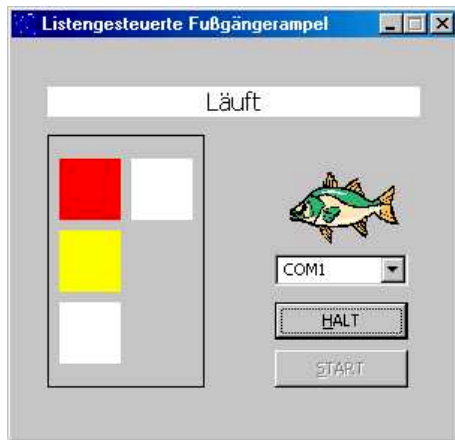 Listengesteuerte Fußgängerampel
Läuft
COM1
HALT
START